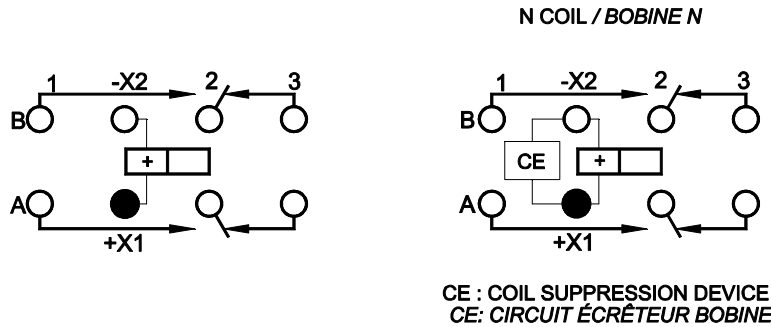 N COIL / BOBINE N
1 -X2 2 3
1 -X2 2 3
B
B
+
CE
+
A
A
+X1
+X1
CE : COIL SUPPRESSION DEVICE
CE: CIRCUIT ÉCRÊTEUR BOBINE